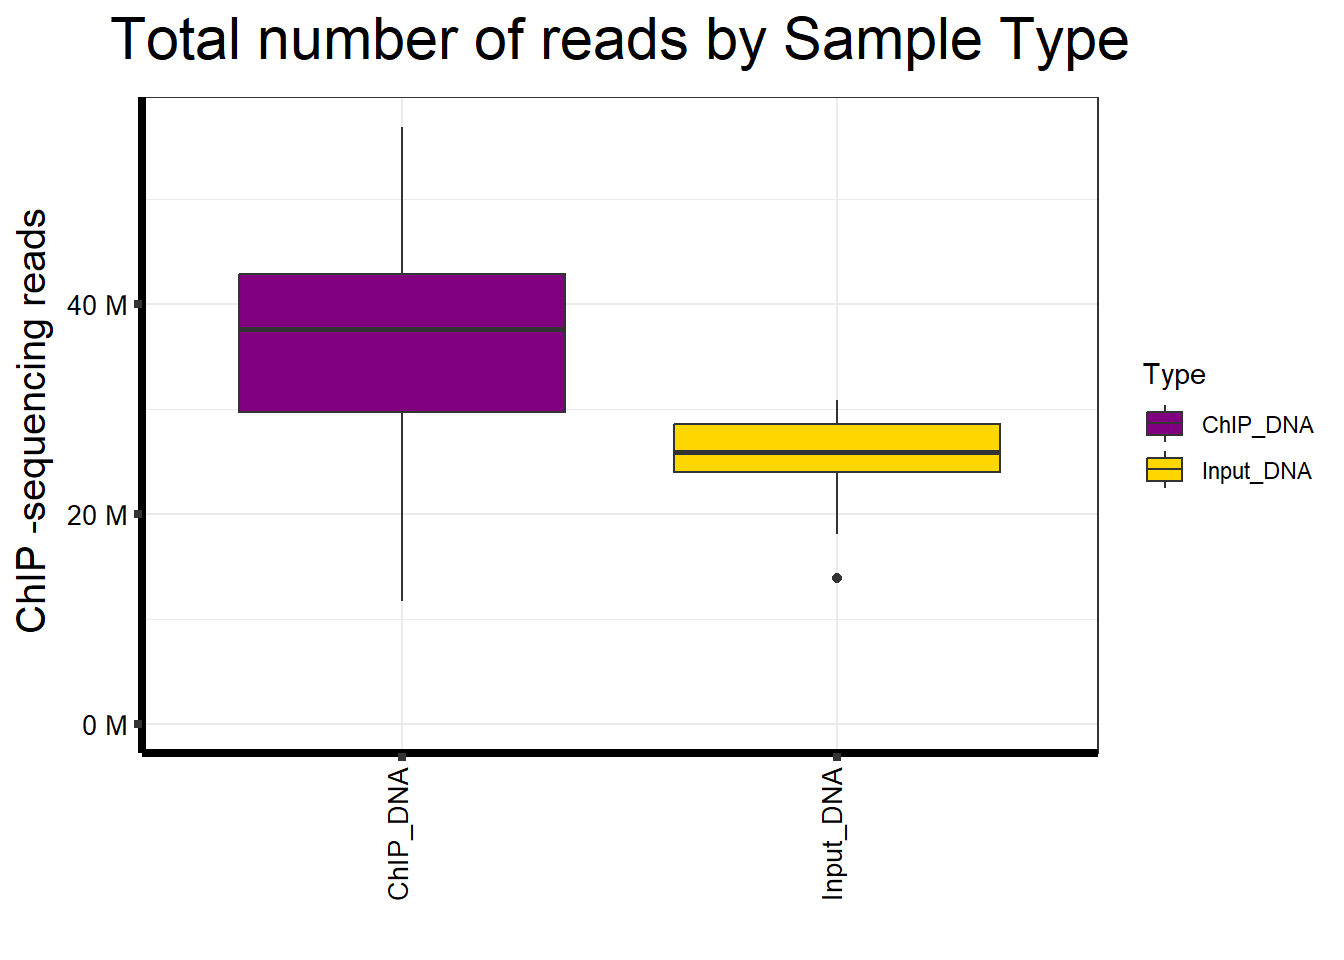 Total number of reads by Sample Type
ChIP -sequencing reads
40 M
20 M
0 M
ChIP_DNA
Input_DNA
Type
ChIP_DNA
Input_DNA